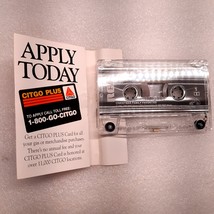 APPLY
TODAY
CITGO PLUS
TO APPLY CALL TOLL FREE:
1-800-GO-CITGO
Get a CITGO PLUS Card for all
your gas or merchandise purchases.
There's no annual fee and your
CITGO PLUS Card is honored at
over 11,000 CITGO locations.